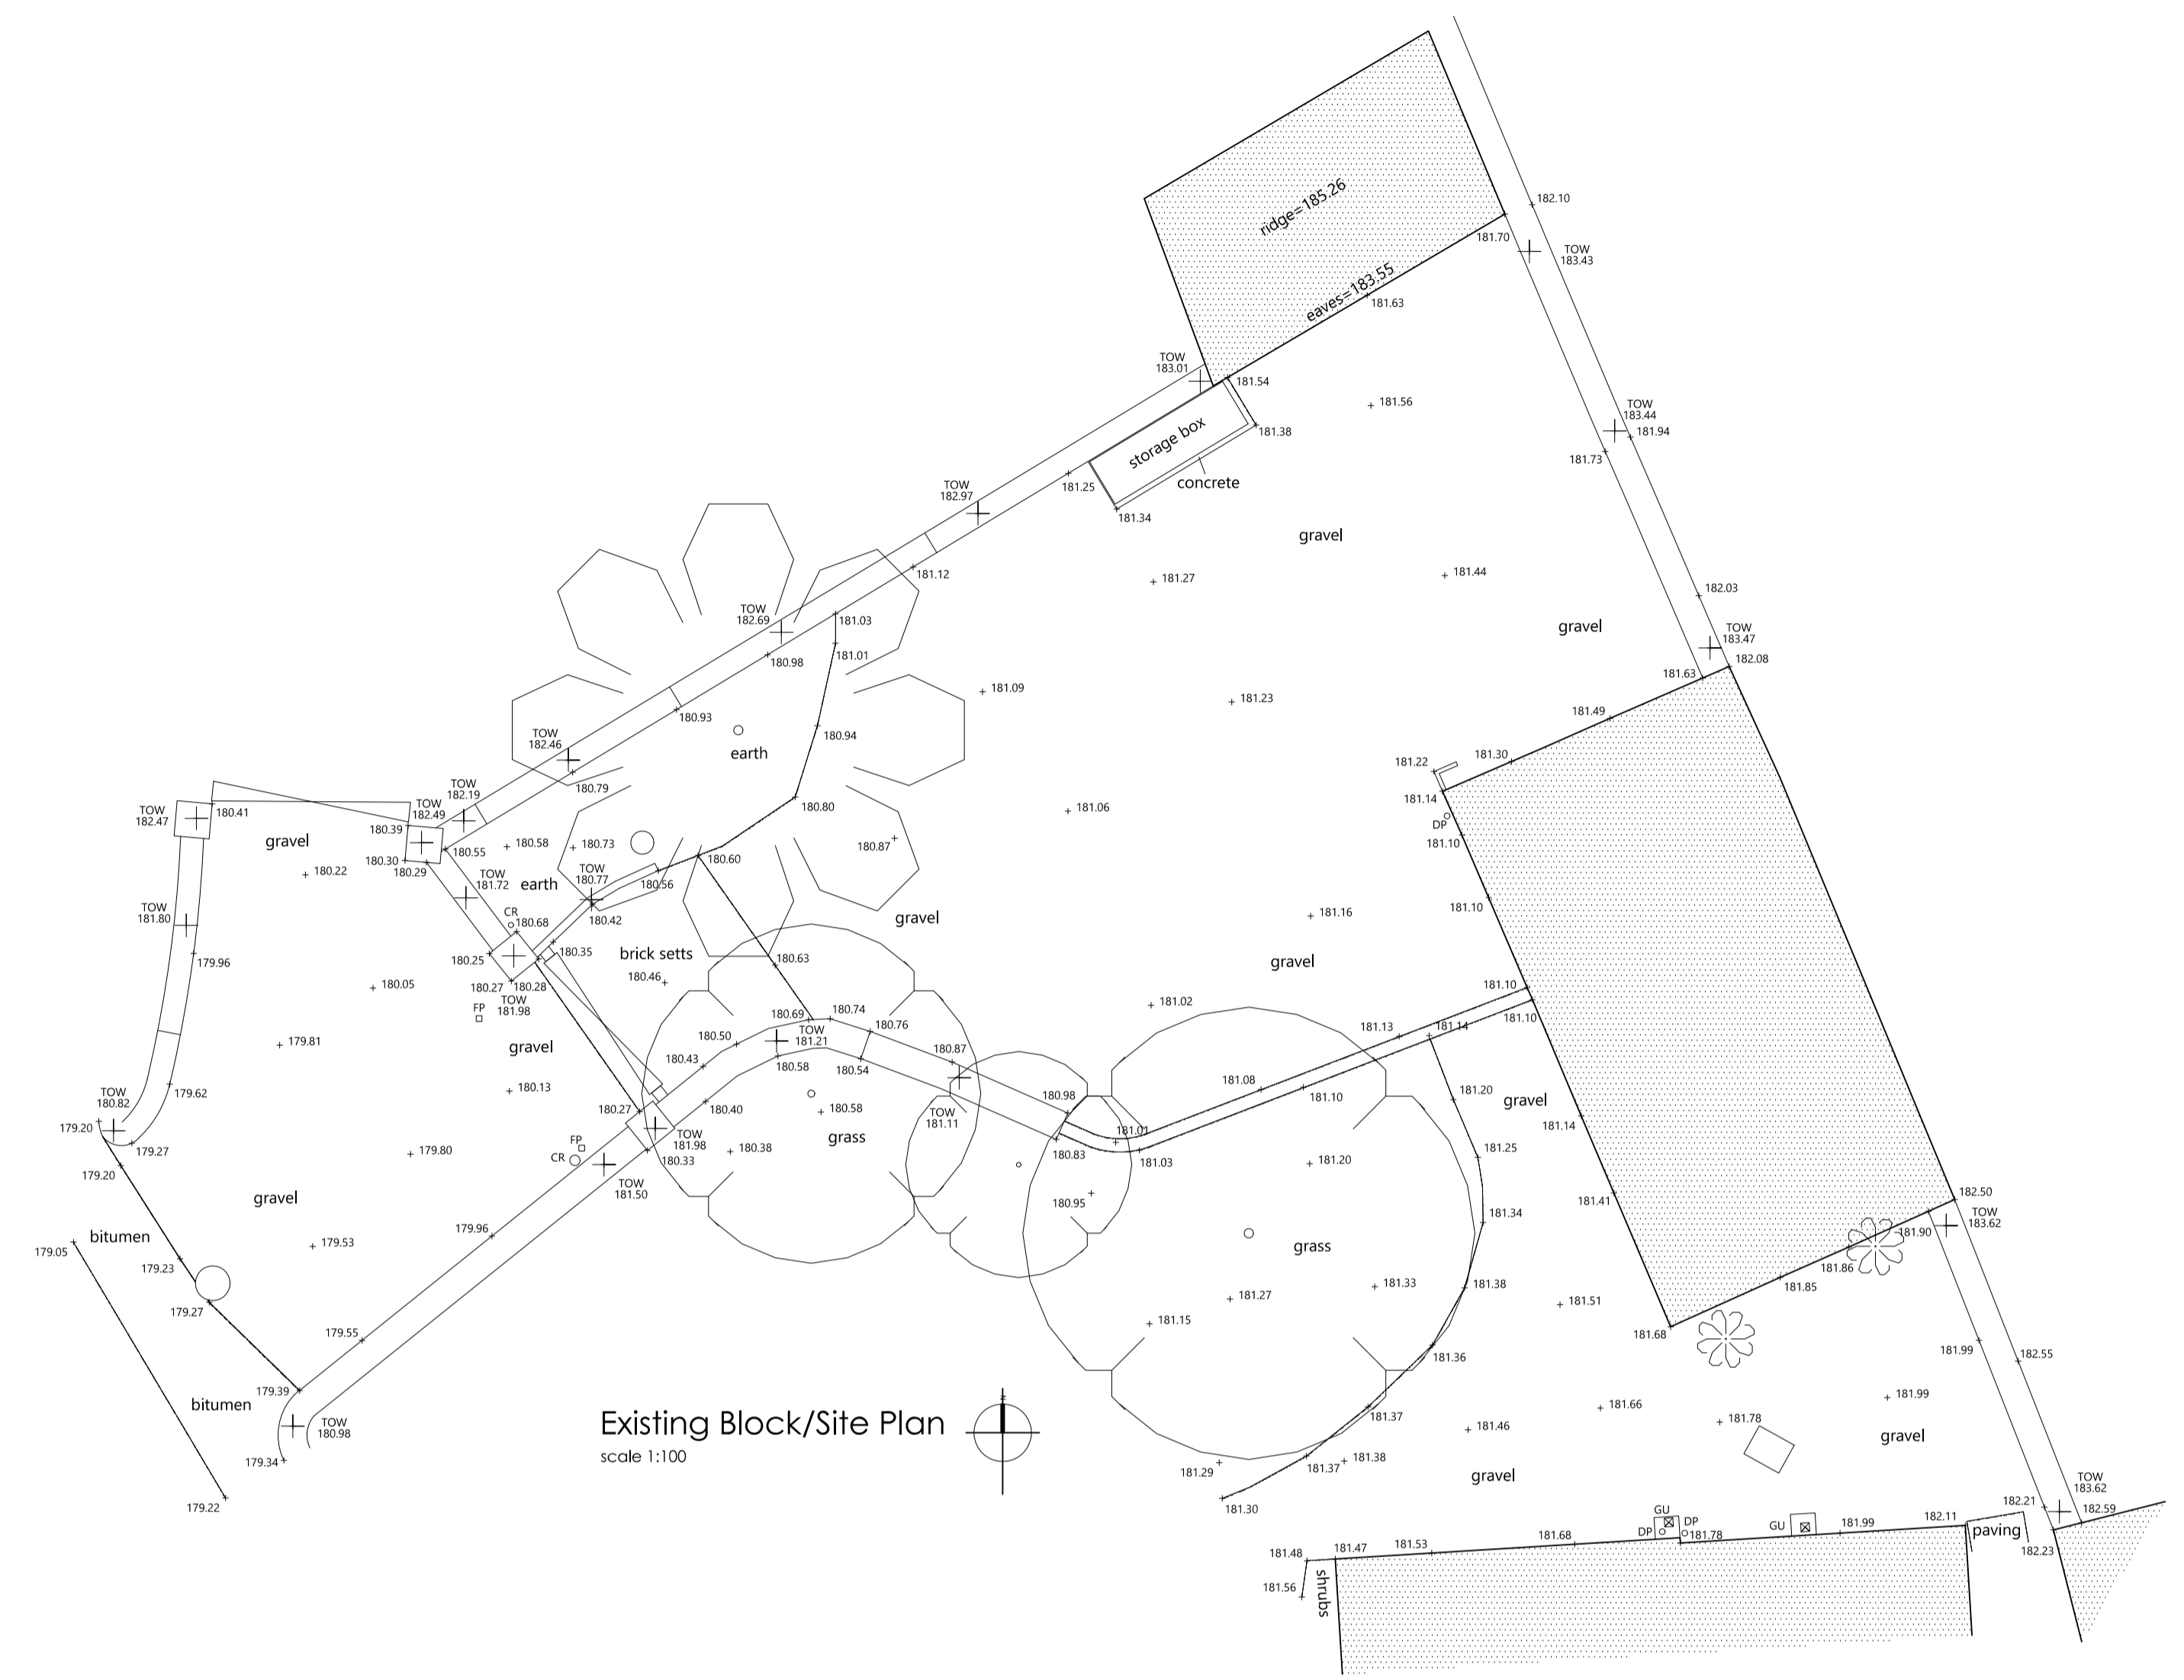 182.10
ridge=185.26
181.70
TOW
183.43
eaves=183.55
181.63
TOW
183.01
181.54
181.56
181.38
storage box
TOW
183.44
181.94
181.73
concrete
181.25
TOW
182.97
181.34
gravel
181.12
181.27
181.44
182.03
gravel
TOW
183.47
182.08
181.63
TOW
182.69
181.03
181.01
180.98
181.09
181.23
180.93
180.94
181.49
earth
TOW
182.46
181.30
181.22
181.14
DP
181.10
180.79
180.80
181.06
TOW
182.19
TOW
182.49
TOW
182.47
180.41
180.39
gravel
180.55
180.58
180.73
180.87
180.60
180.30
180.29
180.22
TOW
181.72
earth
TOW
180.77
180.56
180.42
CR
180.68
TOW
181.80
gravel
181.16
181.10
179.96
180.25
180.35
brick setts
180.46
180.63
gravel
180.05
180.27
180.28
TOW
181.98
FP
181.02
181.10
181.10
180.69
180.74
180.76
TOW
181.21
180.50
180.43
180.58
180.54
180.87
181.13
181.14
179.81
gravel
180.13
179.62
180.27
180.40
180.58
grass
TOW
181.11
180.98
181.08
181.10
181.20
gravel
181.14
TOW
180.82
179.20
179.27
179.20
179.80
FP
CR
TOW
181.98
180.33
180.38
TOW
181.50
181.01
180.83
181.03
180.95
181.20
181.25
181.41
182.50
TOW
183.62
181.90
181.34
gravel
bitumen
179.05
179.23
179.53
179.96
grass
181.86
181.85
181.38
181.33
181.27
181.15
181.51
179.27
179.55
181.68
181.36
181.99
182.55
179.39
bitumen
TOW
180.98
179.34
179.22
Existing Block/Site Plan
scale 1:100
181.37
181.46
181.66
181.78
181.99
gravel
181.29
181.37
181.38
gravel
181.30
TOW
183.62
182.21
182.59
GU
DP
DP
181.78
GU
181.99
182.11
paving
182.23
181.68
181.53
181.47
181.48
181.56
shrubs